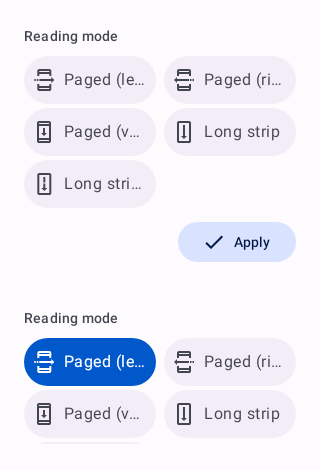 Reading mode
Paged (le…
Paged (ri…
Paged (v…
Long strip
Long stri…
Apply
Reading mode
Paged (le…
Paged (ri…
Paged (v…
Long strip